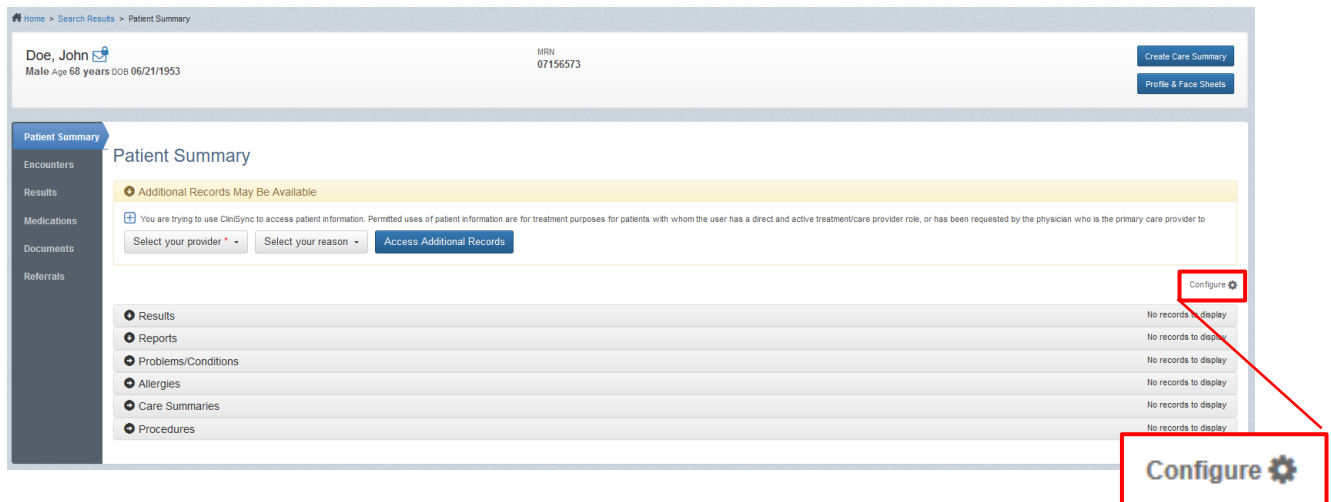 Home > Search Results > Patient Summary
Doe, John
Male Age 68 years DOB 06/21/1953
MRN
07156573
Create Care Summary
Profile & Face Sheets
Patient Summary
Encounters
Results
Medications
Documents
Referrals
Patient Summary
Additional Records May Be Available
You are trying to use CliniSync to access patient information. Permitted uses of patient information are for treatment purposes for patients with whom the user has a direct and active treatment/care provider role, or has been requested by the physician who is the primary care provider to
Select your provider * Select your reason Access Additional Records
Configure
Results No records to display
Reports No records to display
Problems/Conditions No records to display
Allergies No records to display
Care Summaries No records to display
Procedures No records to display
Configure